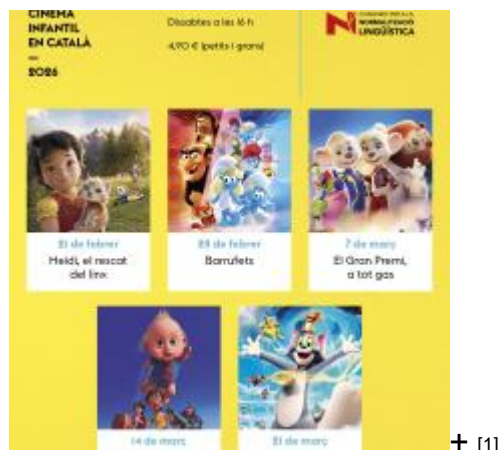 CINEMA
INFANTIL
EN CATALÀ
—
2026
Dissabtes a les 16 h
4,90 € (petits i grans)
NORMALITZACIÓ
LINGÜÍSTICA
21 de febrer
Heidi, el rescat
del linx
28 de febrer
Barrufets
7 de març
El Gran Premi,
a tot gas
14 de març
21 de març
+ [1]